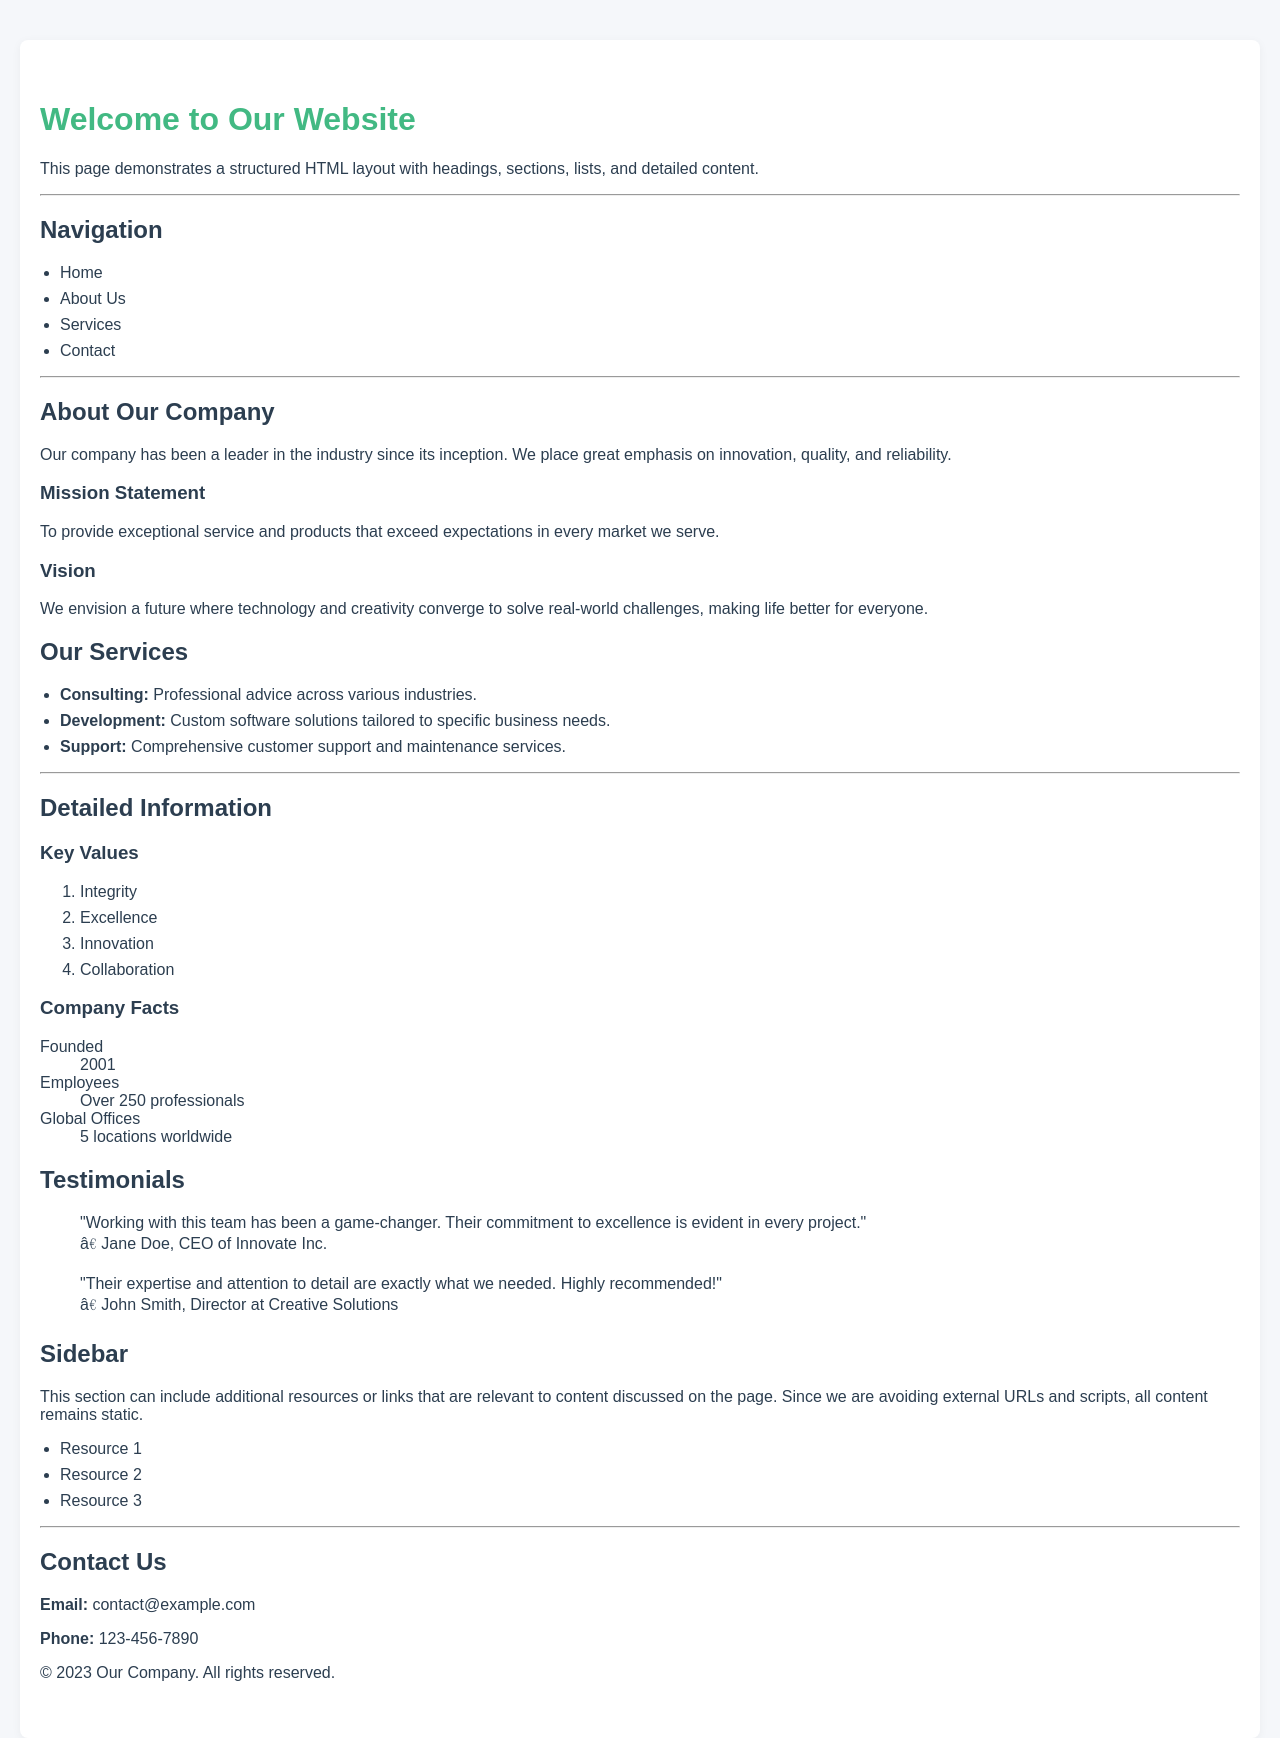 Welcome to Our Website
This page demonstrates a structured HTML layout with headings, sections, lists, and detailed content.
Navigation
Home
About Us
Services
Contact
About Our Company
Our company has been a leader in the industry since its inception. We place great emphasis on innovation, quality, and reliability.
Mission Statement
To provide exceptional service and products that exceed expectations in every market we serve.
Vision
We envision a future where technology and creativity converge to solve real-world challenges, making life better for everyone.
Our Services
Consulting: Professional advice across various industries.
Development: Custom software solutions tailored to specific business needs.
Support: Comprehensive customer support and maintenance services.
Detailed Information
Key Values
1. Integrity
2. Excellence
3. Innovation
4. Collaboration
Company Facts
Founded
2001
Employees
Over 250 professionals
Global Offices
5 locations worldwide
Testimonials
"Working with this team has been a game-changer. Their commitment to excellence is evident in every project."
â€ Jane Doe, CEO of Innovate Inc.
"Their expertise and attention to detail are exactly what we needed. Highly recommended!"
â€ John Smith, Director at Creative Solutions
Sidebar
This section can include additional resources or links that are relevant to content discussed on the page. Since we are avoiding external URLs and scripts, all content
remains static.
Resource 1
Resource 2
Resource 3
Contact Us
Email: contact@example.com
Phone: 123-456-7890
© 2023 Our Company. All rights reserved.